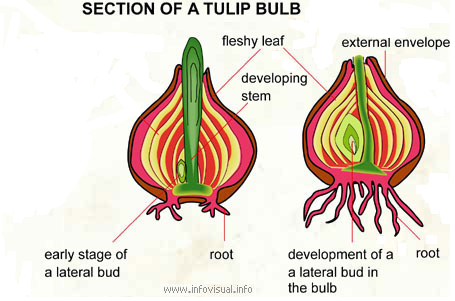 SECTION OF A TULIP BULB
fleshy leaf
external envelope
developing
stem
early stage of
a lateral bud
root
development of a
a lateral bud in
the bulb
root
www.infovisual.info